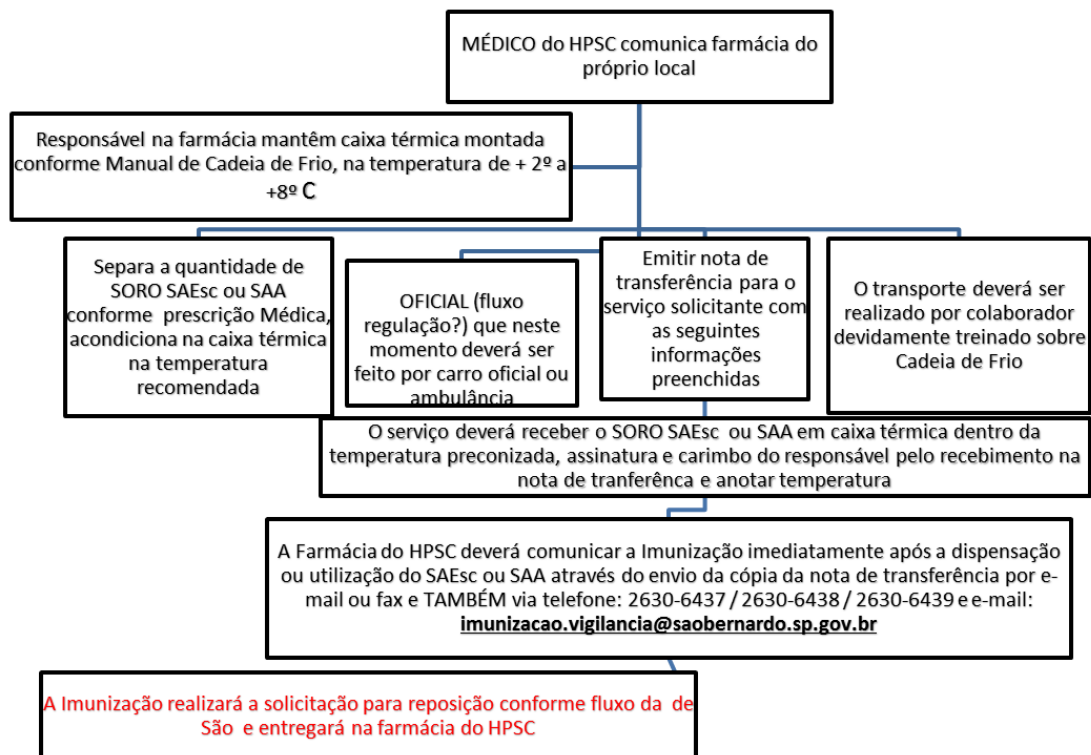 MÉDICO do HPSC comunica farmácia do
próprio local
Responsável na farmácia mantêm caixa térmica montada
conforme Manual de Cadeia de Frio, na temperatura de + 2º a
+8º C
Separa a quantidade de
SORO SAEsc ou SAA
conforme prescrição Médica,
acondiciona na caixa térmica
na temperatura
recomendada
OFICIAL (fluxo
regulação?) que neste
momento deverá ser
feito por carro oficial ou
ambulância
Emitir nota de
transferência para o
serviço solicitante com
as seguintes
informações
preenchidas
O transporte deverá ser
realizado por colaborador
devidamente treinado sobre
Cadeia de Frio
O serviço deverá receber o SORO SAEsc ou SAA em caixa térmica dentro da
temperatura preconizada, assinatura e carimbo do responsável pelo recebimento na
nota de tranferênca e anotar temperatura
A Farmácia do HPSC deverá comunicar a Imunização imediatamente após a dispensação
ou utilização do SAEsc ou SAA através do envio da cópia da nota de transferência por e-
mail ou fax e TAMBÉM via telefone: 2630-6437 / 2630-6438 / 2630-6439 e e-mail:
imunizacao.vigilancia@saobernardo.sp.gov.br
A Imunização realizará a solicitação para reposição conforme fluxo da de
São e entregará na farmácia do HPSC